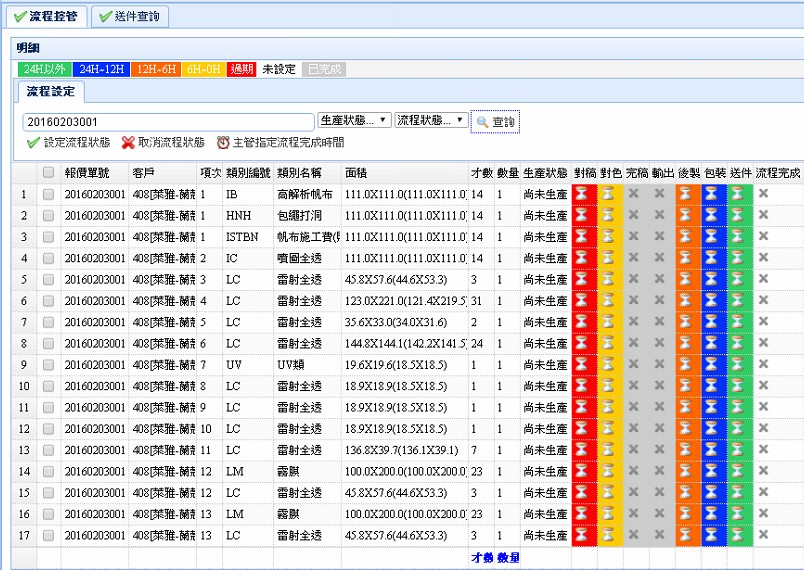 流程控管 送件查詢
明細
24H以外 24H~12H 12H~6H 6H~0H 過期 未設定 已完成
流程設定
20160203001 生產狀態... 流程狀態... 查詢
設定流程狀態 取消流程狀態 主管指定流程完成時間
報價單號 客戶 項次 類別編號 類別名稱 面積 才數 數量 生產狀態 對稿 對色 完稿 輸出 後製 包裝 送件 流程完成
1 20160203001 408[萊雅-蘭 1 IB 高解析帆布 111.0X111.0(111.0X111.0) 14 1 尚未生產
2 20160203001 408[萊雅-蘭 1 HNH 包繩打洞 111.0X111.0(111.0X111.0) 14 1 尚未生產
3 20160203001 408[萊雅-蘭 1 ISTBN 帆布施工費( 111.0X111.0(111.0X111.0) 14 1 尚未生產
4 20160203001 408[萊雅-蘭 2 IC 噴圖全透 111.0X111.0(111.0X111.0) 14 1 尚未生產
5 20160203001 408[萊雅-蘭 3 LC 雷射全透 45.8X57.6(44.6X53.3) 3 1 尚未生產
6 20160203001 408[萊雅-蘭 4 LC 雷射全透 123.0X221.0(121.4X219.5) 31 1 尚未生產
7 20160203001 408[萊雅-蘭 5 LC 雷射全透 35.6X33.0(34.0X31.6) 2 1 尚未生產
8 20160203001 408[萊雅-蘭 6 LC 雷射全透 144.8X144.1(142.2X141.5) 24 1 尚未生產
9 20160203001 408[萊雅-蘭 7 UV UV類 19.6X19.6(18.5X18.5) 1 1 尚未生產
10 20160203001 408[萊雅-蘭 8 LC 雷射全透 18.9X18.9(18.5X18.5) 1 1 尚未生產
11 20160203001 408[萊雅-蘭 9 LC 雷射全透 18.9X18.9(18.5X18.5) 1 1 尚未生產
12 20160203001 408[萊雅-蘭 10 LC 雷射全透 18.9X18.9(18.5X18.5) 1 1 尚未生產
13 20160203001 408[萊雅-蘭 11 LC 雷射全透 136.8X39.7(136.1X39.1) 7 1 尚未生產
14 20160203001 408[萊雅-蘭 12 LM 霧膜 100.0X200.0(100.0X200.0) 23 1 尚未生產
15 20160203001 408[萊雅-蘭 12 LC 雷射全透 45.8X57.6(44.6X53.3) 3 1 尚未生產
16 20160203001 408[萊雅-蘭 13 LM 霧膜 100.0X200.0(100.0X200.0) 23 1 尚未生產
17 20160203001 408[萊雅-蘭 13 LC 雷射全透 45.8X57.6(44.6X53.3) 3 1 尚未生產
才數 數量